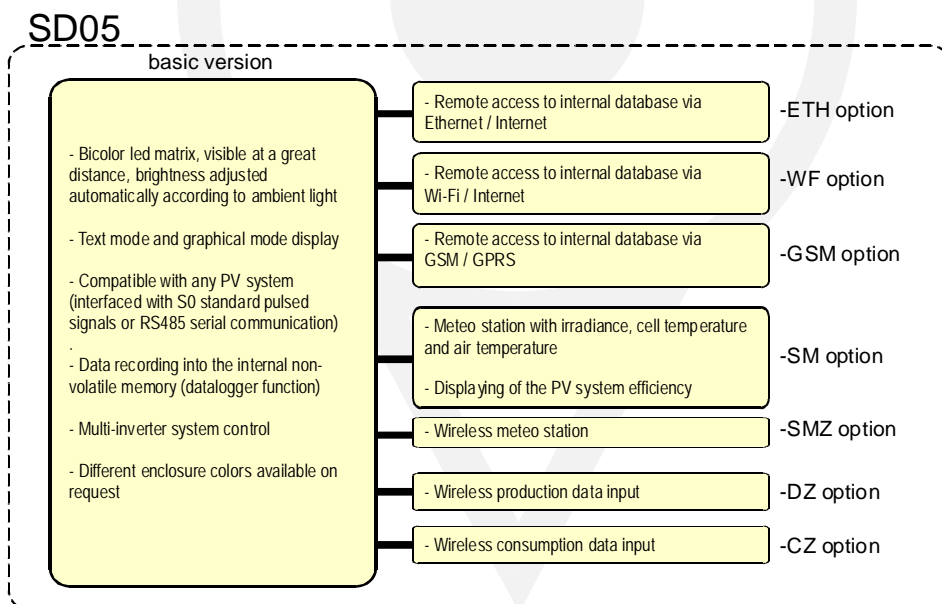 SD05
basic version
- Bicolor led matrix, visible at a great
distance, brightness adjusted
automatically according to ambient light
- Text mode and graphical mode display
- Compatible with any PV system
(interfaced with S0 standard pulsed
signals or RS485 serial communication)
.
- Data recording into the internal non-
volatile memory (datalogger function)
- Multi-inverter system control
- Different enclosure colors available on
request
- Remote access to internal database via
Ethernet / Internet
-ETH option
- Remote access to internal database via
Wi-Fi / Internet
-WF option
- Remote access to internal database via
GSM / GPRS
-GSM option
- Meteo station with irradiance, cell temperature
and air temperature
- Displaying of the PV system efficiency
-SM option
- Wireless meteo station
-SMZ option
- Wireless production data input
-DZ option
- Wireless consumption data input
-CZ option